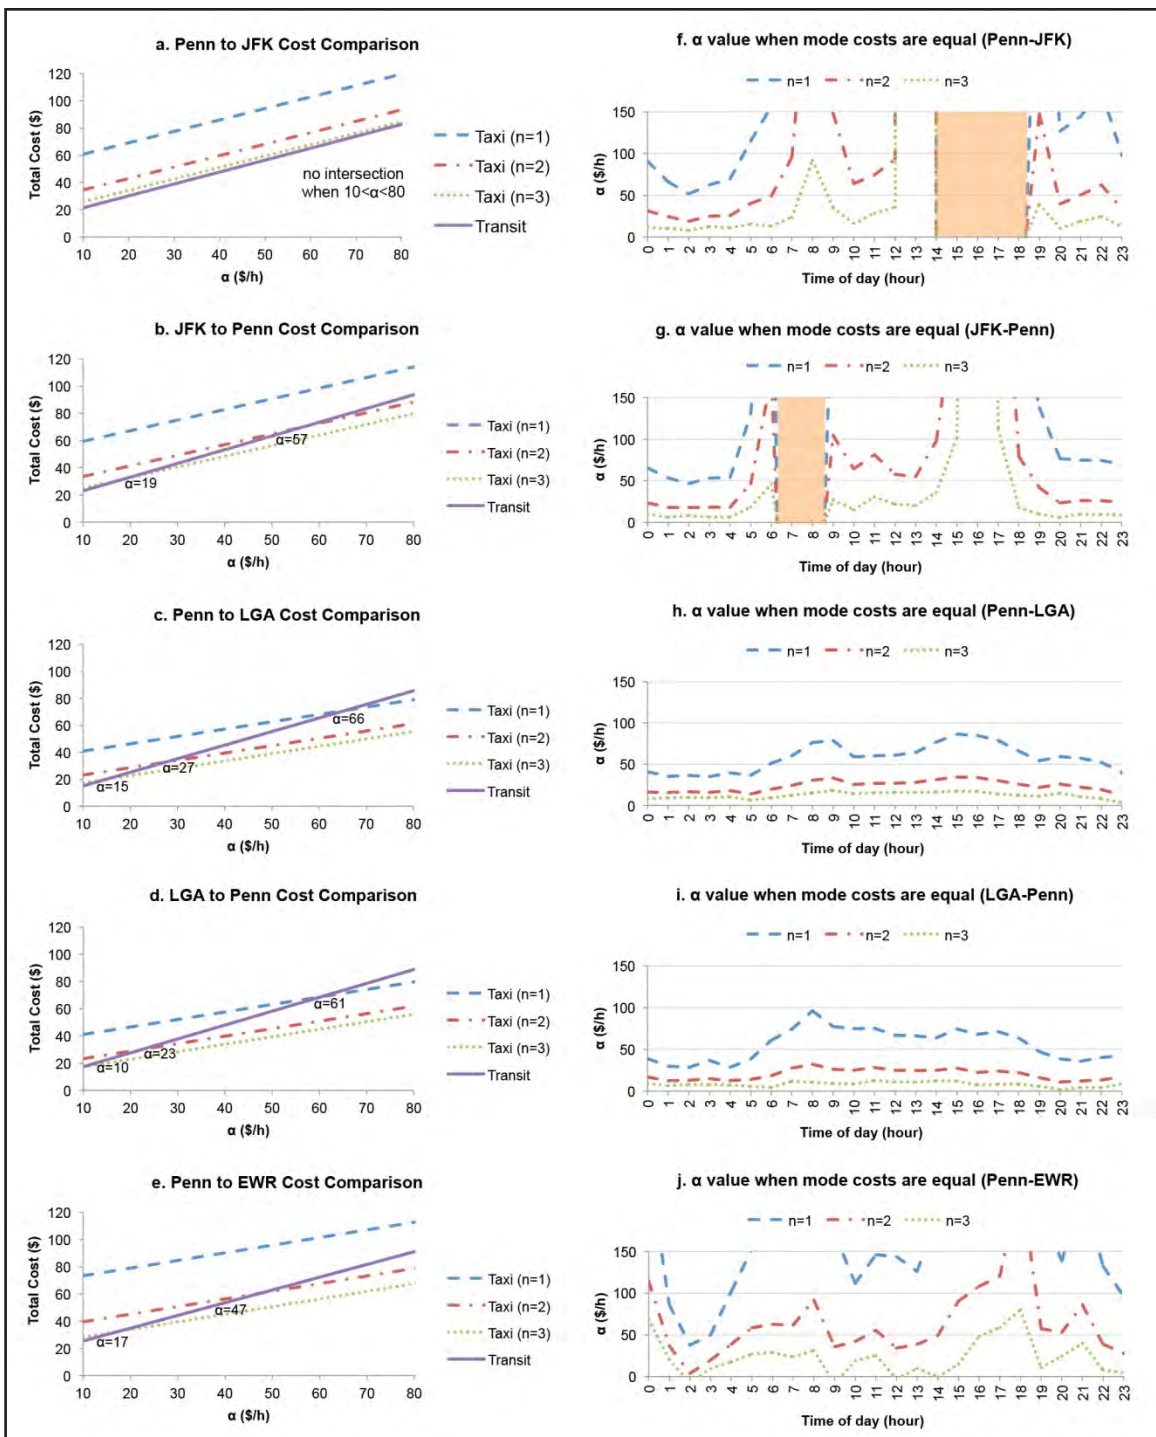 a. Penn to JFK Cost Comparison
120
100
80
60
40
20
0
Total Cost ($)
10 20 30 40 50 60 70 80
α ($/h)
no intersection
when 10<α<80
Taxi (n=1)
Taxi (n=2)
Taxi (n=3)
Transit
f. α value when mode costs are equal (Penn-JFK)
n=1 n=2 n=3
150
100
50
0
α ($/h)
0 1 2 3 4 5 6 7 8 9 10 11 12 13 14 15 16 17 18 19 20 21 22 23
Time of day (hour)
b. JFK to Penn Cost Comparison
120
100
80
60
40
20
0
Total Cost ($)
10 20 30 40 50 60 70 80
α ($/h)
α=19
α=57
Taxi (n=1)
Taxi (n=2)
Taxi (n=3)
Transit
g. α value when mode costs are equal (JFK-Penn)
n=1 n=2 n=3
150
100
50
0
α ($/h)
0 1 2 3 4 5 6 7 8 9 10 11 12 13 14 15 16 17 18 19 20 21 22 23
Time of day (hour)
c. Penn to LGA Cost Comparison
120
100
80
60
40
20
0
Total Cost ($)
10 20 30 40 50 60 70 80
α ($/h)
α=15
α=27
α=66
Taxi (n=1)
Taxi (n=2)
Taxi (n=3)
Transit
h. α value when mode costs are equal (Penn-LGA)
n=1 n=2 n=3
150
100
50
0
α ($/h)
0 1 2 3 4 5 6 7 8 9 10 11 12 13 14 15 16 17 18 19 20 21 22 23
Time of day (hour)
d. LGA to Penn Cost Comparison
120
100
80
60
40
20
0
Total Cost ($)
10 20 30 40 50 60 70 80
α ($/h)
α=10
α=23
α=61
Taxi (n=1)
Taxi (n=2)
Taxi (n=3)
Transit
i. α value when mode costs are equal (LGA-Penn)
n=1 n=2 n=3
150
100
50
0
α ($/h)
0 1 2 3 4 5 6 7 8 9 10 11 12 13 14 15 16 17 18 19 20 21 22 23
Time of day (hour)
e. Penn to EWR Cost Comparison
120
100
80
60
40
20
0
Total Cost ($)
10 20 30 40 50 60 70 80
α ($/h)
α=17
α=47
Taxi (n=1)
Taxi (n=2)
Taxi (n=3)
Transit
j. α value when mode costs are equal (Penn-EWR)
n=1 n=2 n=3
150
100
50
0
α ($/h)
0 1 2 3 4 5 6 7 8 9 10 11 12 13 14 15 16 17 18 19 20 21 22 23
Time of day (hour)